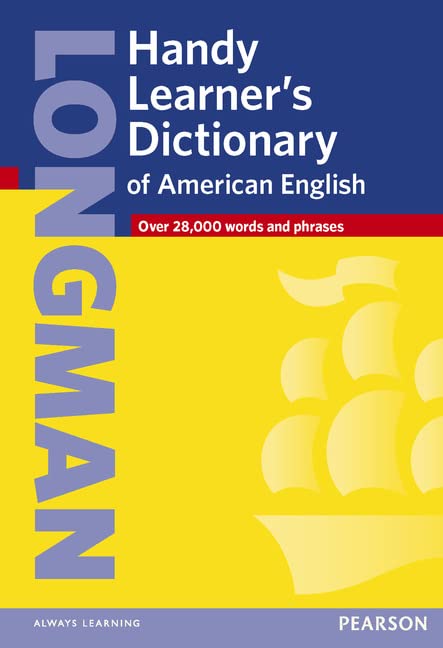 LONGMAN
Handy
Learner's
Dictionary
of American English
Over 28,000 words and phrases
ALWAYS LEARNING
PEARSON